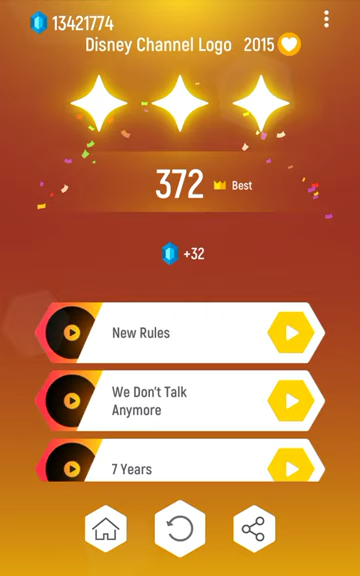 13421774
Disney Channel Logo 2015
372 Best
+32
New Rules
We Don't Talk
Anymore
7 Years